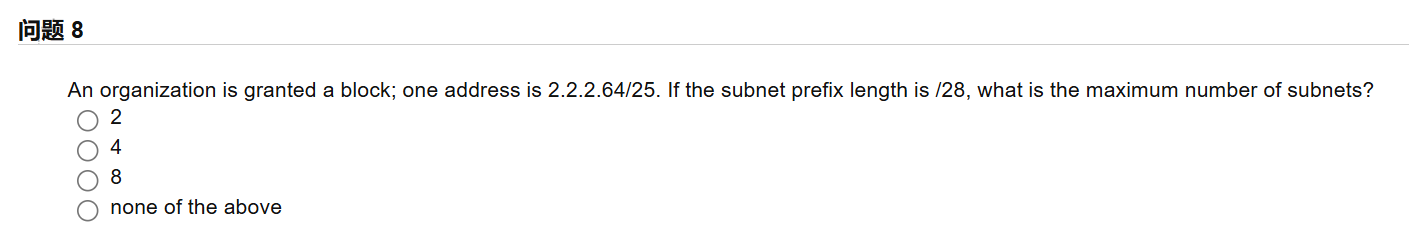 问题 8
An organization is granted a block; one address is 2.2.2.64/25. If the subnet prefix length is /28, what is the maximum number of subnets?
2
4
8
none of the above